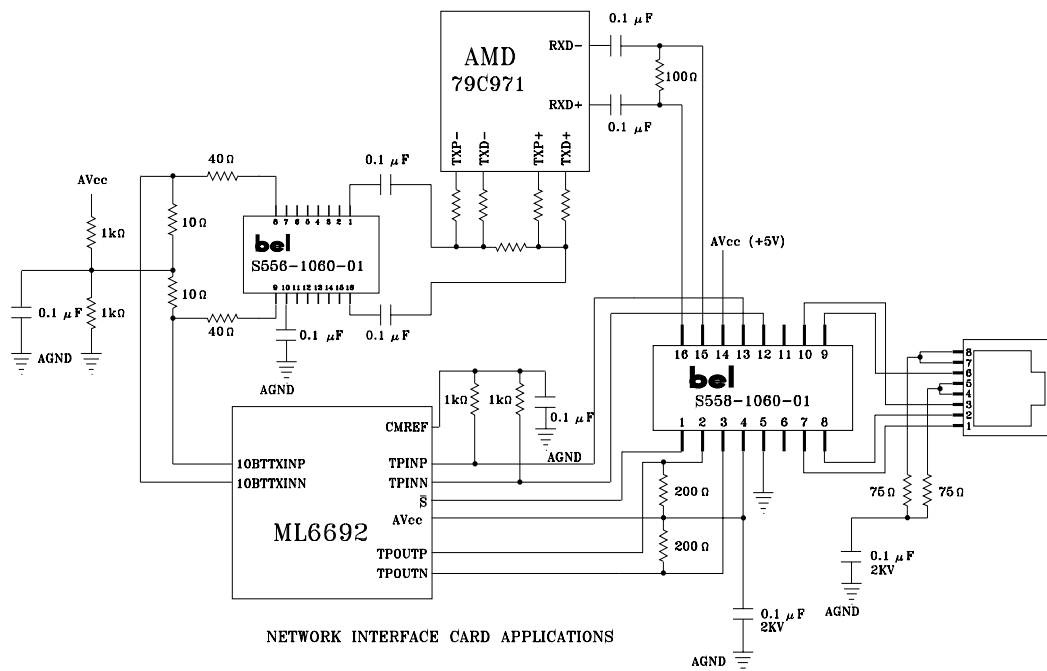 0.1 µF
AMD
79C971
RXD-
RXD+
100Ω
0.1 µF
TXP-
TXD-
TXP+
TXD+
40Ω
0.1 µF
AVcc
1kΩ
10Ω
8 7 6 5 4 3 2 1
bel
S556-1060-01
9 10 11 12 13 14 15 16
AVcc (+5V)
10Ω
0.1 µF
1kΩ
40Ω
0.1 µF
0.1 µF
AGND
AGND
16 15 14 13 12 11 10 9
bel
S558-1060-01
1 2 3 4 5 6 7 8
8
7
6
5
4
3
2
1
1kΩ
1kΩ
0.1 µF
AGND
CMREF
10BTTXINP
10BTTXINN
ML6692
TPINP
TPINN
S̅
AVcc
TPOUTP
TPOUTN
200Ω
200Ω
75Ω
75Ω
0.1 µF
2KV
AGND
0.1 µF
2KV
AGND
NETWORK INTERFACE CARD APPLICATIONS